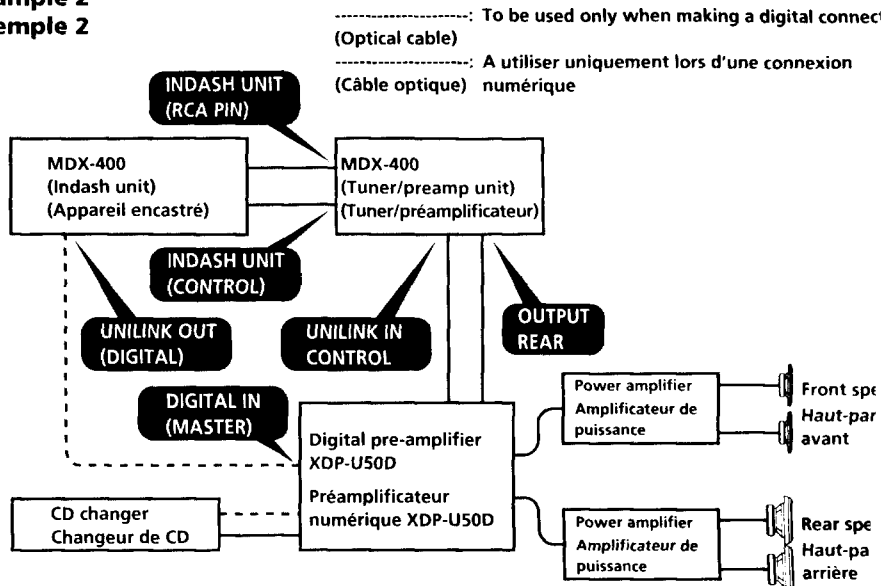 emple 2
---------------------: To be used only when making a digital connect
(Optical cable)
---------------------: A utiliser uniquement lors d'une connexion
(Câble optique) numérique
INDASH UNIT
(RCA PIN)
MDX-400
(Indash unit)
(Appareil encastré)
MDX-400
(Tuner/preamp unit)
(Tuner/préamplificateur)
INDASH UNIT
(CONTROL)
UNILINK OUT
(DIGITAL)
UNILINK IN
CONTROL
OUTPUT
REAR
DIGITAL IN
(MASTER)
Digital pre-amplifier
XDP-U50D
Préamplificateur
numérique XDP-U50D
CD changer
Changeur de CD
Power amplifier
Amplificateur de
puissance
Front spe
Haut-par
avant
Power amplifier
Amplificateur de
puissance
Rear spe
Haut-pa
arrière